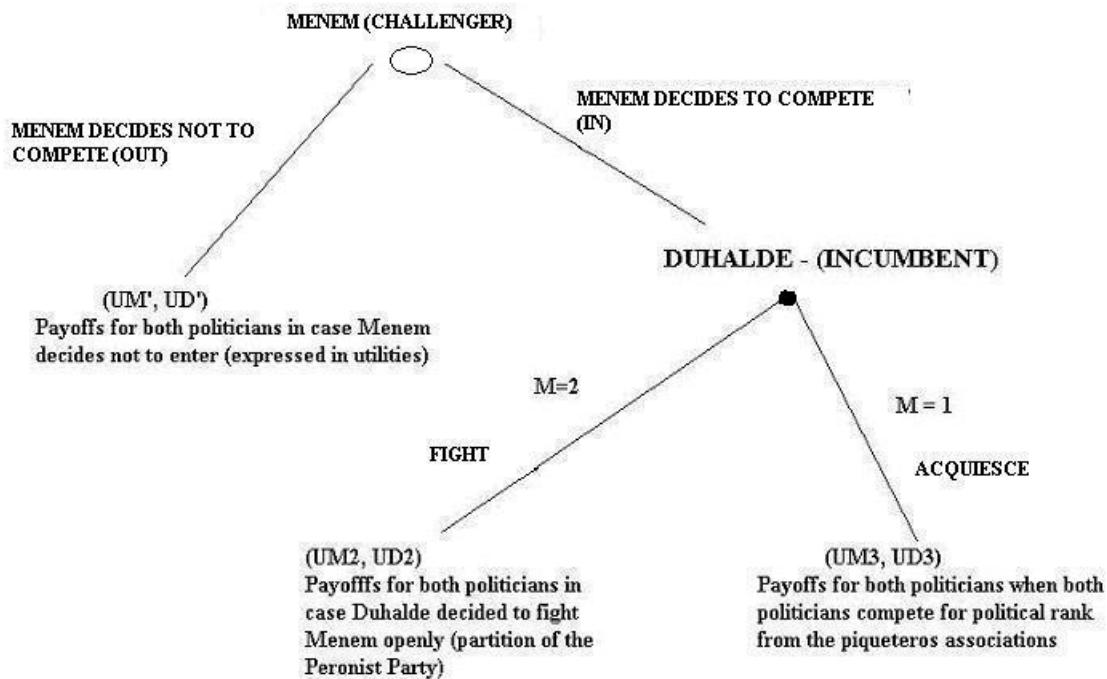 MENEM (CHALLENGER)
MENEM DECIDES TO COMPETE
(IN)
MENEM DECIDES NOT TO
COMPETE (OUT)
DUHALDE - (INCUMBENT)
(UM', UD')
Payoffs for both politicians in case Menem
decides not to enter (expressed in utilities)
M=2
M = 1
FIGHT
ACQUIESCE
(UM2, UD2)
Payofffs for both politicians in
case Duhalde decided to fight
Menem openly (partition of the
Peronist Party)
(UM3, UD3)
Payoffs for both politicians when both
politicians compete for political rank
from the piqueteros associations